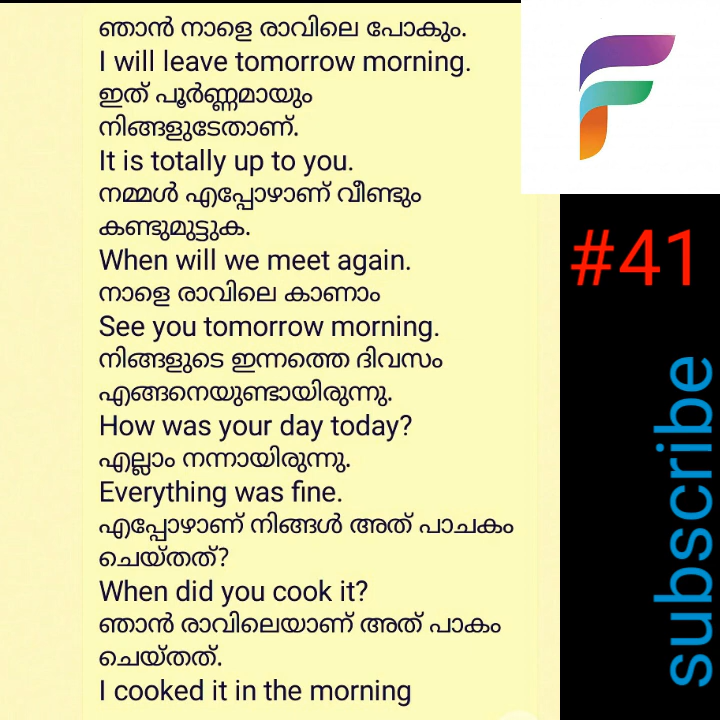 ഞാൻ നാളെ രാവിലെ പോകും.
I will leave tomorrow morning.
ഇത് പൂർണ്ണമായും
നിങ്ങളുടേതാണ്.
It is totally up to you.
നമ്മൾ എപ്പോഴാണ് വീണ്ടും
കണ്ടുമുട്ടുക.
When will we meet again.
നാളെ രാവിലെ കാണാം
See you tomorrow morning.
നിങ്ങളുടെ ഇന്നത്തെ ദിവസം
എങ്ങനെയുണ്ടായിരുന്നു.
How was your day today?
എല്ലാം നന്നായിരുന്നു.
Everything was fine.
എപ്പോഴാണ് നിങ്ങൾ അത് പാചകം
ചെയ്തത്?
When did you cook it?
ഞാൻ രാവിലെയാണ് അത് പാകം
ചെയ്തത്.
I cooked it in the morning
F
#41
subscribe